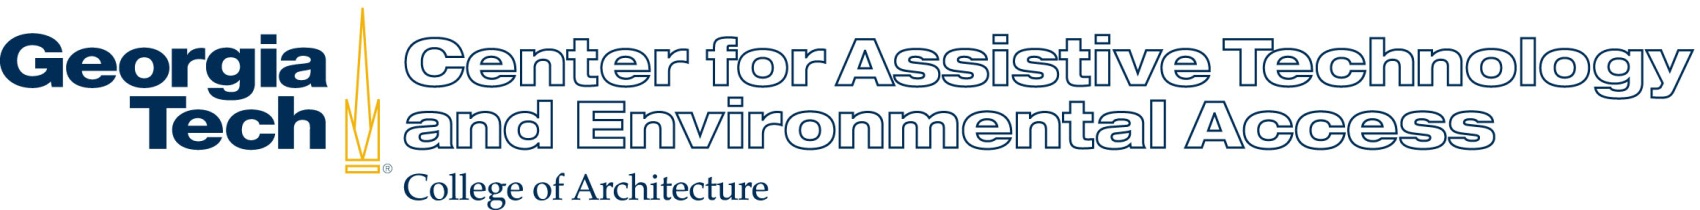 Georgia
Tech
®
Center for Assistive Technology
and Environmental Access
College of Architecture